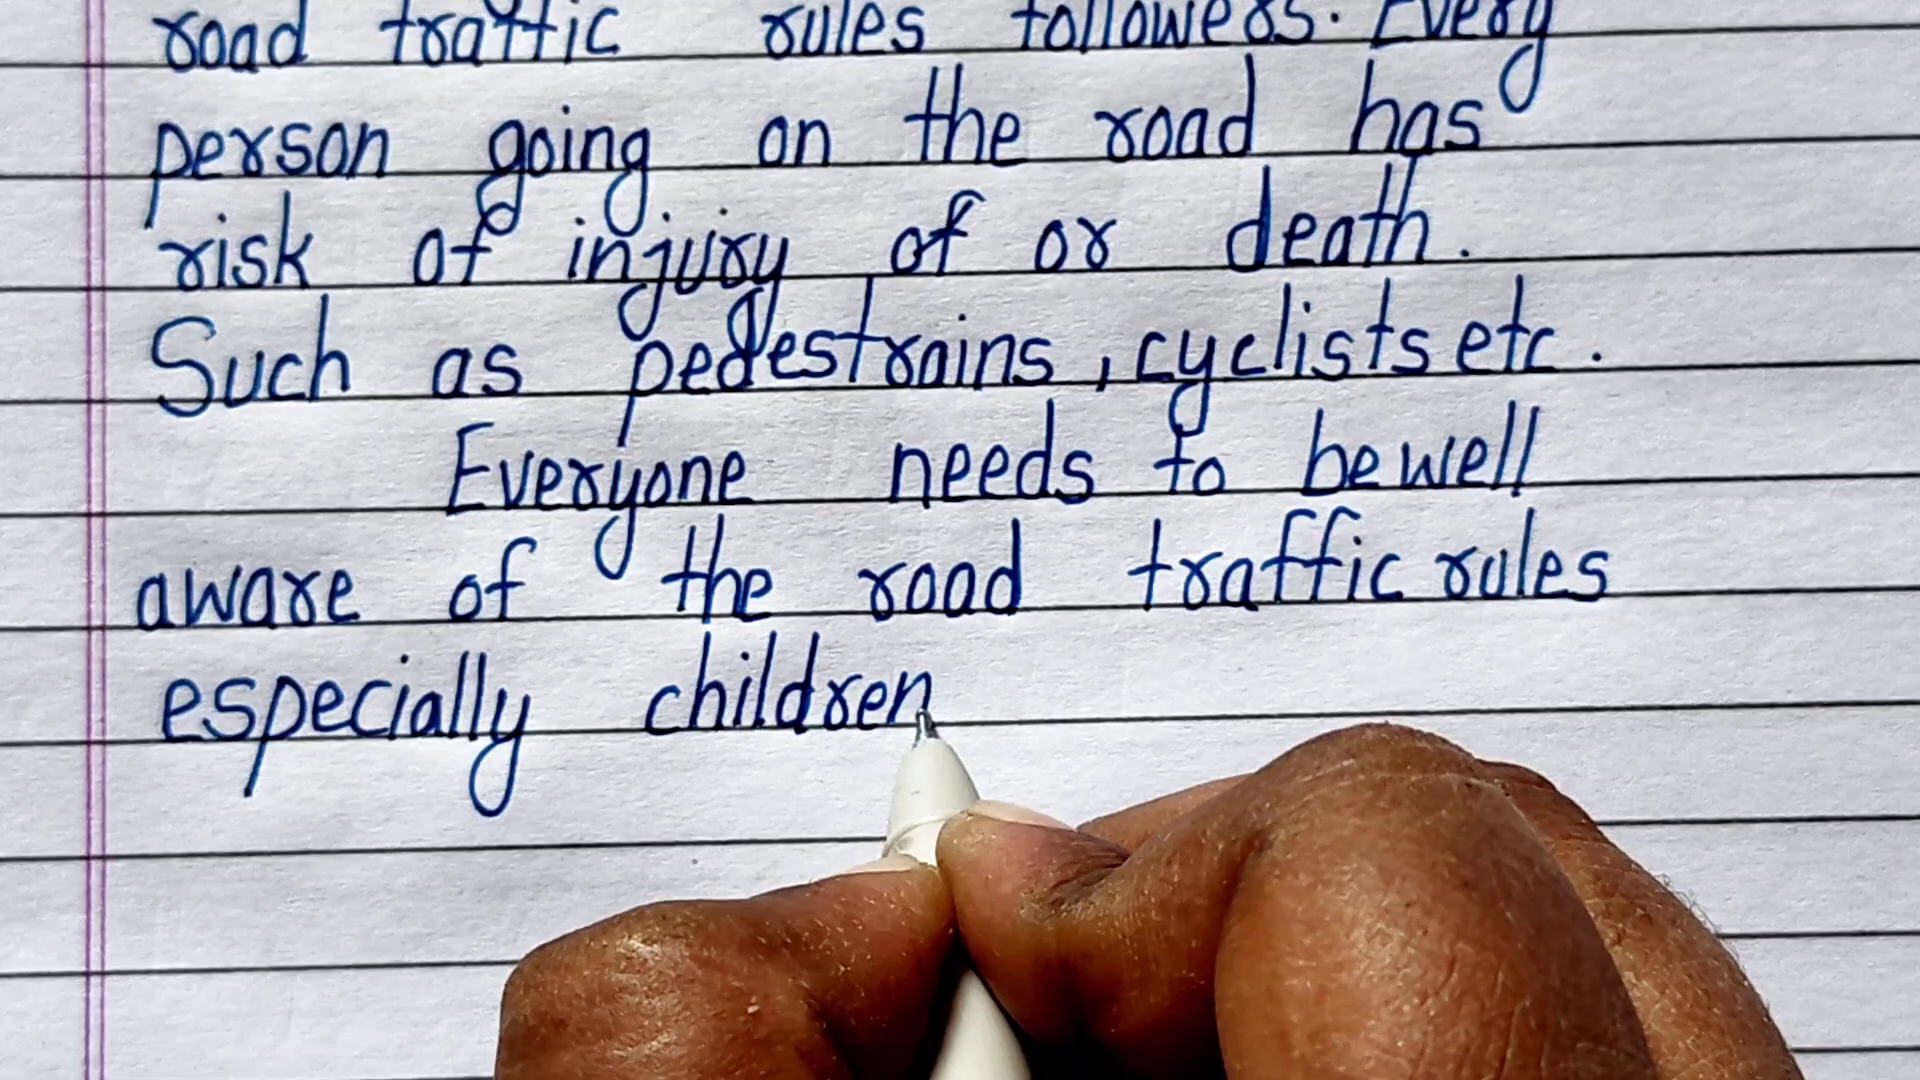 road traffic rules followers. Every
person going on the road has
risk of injury of or death.
Such as pedestrains, cyclists etc.
Everyone needs to be well
aware of the road traffic rules
especially children